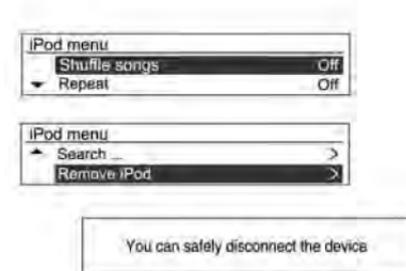 iPod menu
Shuffle songs Off
Repeat Off
iPod menu
Search ... >
Remove iPod >
You can safely disconnect the device